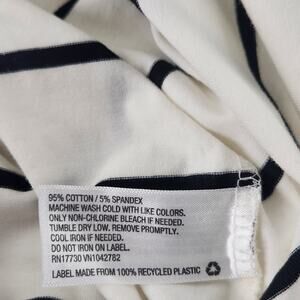 95% COTTON / 5% SPANDEX
MACHINE WASH COLD WITH LIKE COLORS.
ONLY NON-CHLORINE BLEACH IF NEEDED.
TUMBLE DRY LOW. REMOVE PROMPTLY.
COOL IRON IF NEEDED.
DO NOT IRON ON LABEL.
RN17730 VN1042782
LABEL MADE FROM 100% RECYCLED PLASTIC